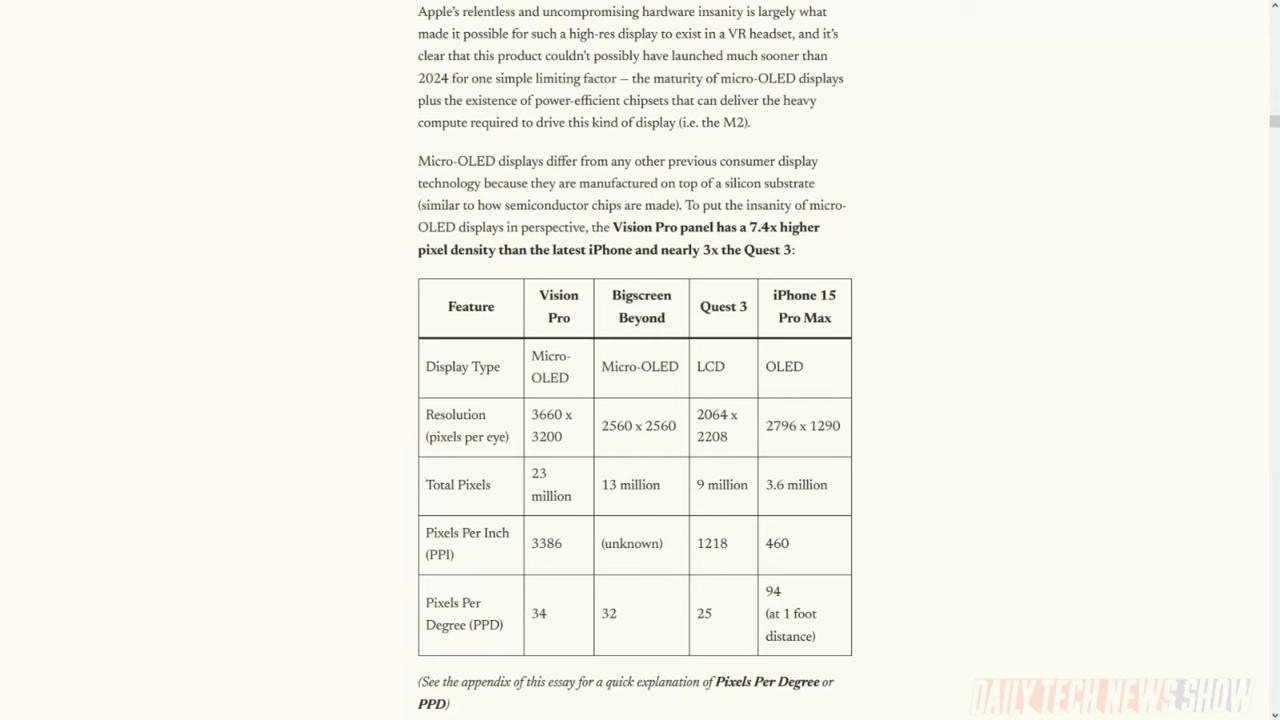 Apple's relentless and uncompromising hardware insanity is largely what
made it possible for such a high-res display to exist in a VR headset, and it's
clear that this product couldn't possibly have launched much sooner than
2024 for one simple limiting factor — the maturity of micro-OLED displays
plus the existence of power-efficient chipsets that can deliver the heavy
compute required to drive this kind of display (i.e. the M2).
Micro-OLED displays differ from any other previous consumer display
technology because they are manufactured on top of a silicon substrate
(similar to how semiconductor chips are made). To put the insanity of micro-
OLED displays in perspective, the Vision Pro panel has a 7.4x higher
pixel density than the latest iPhone and nearly 3x the Quest 3:
Feature
Vision
Pro
Bigscreen
Beyond
Quest 3
iPhone 15
Pro Max
Display Type
Micro-
OLED
Micro-OLED
LCD
OLED
Resolution
(pixels per eye)
3660 x
3200
2560 x 2560
2064 x
2208
2796 x 1290
Total Pixels
23
million
13 million
9 million
3.6 million
Pixels Per Inch
(PPI)
3386
(unknown)
1218
460
Pixels Per
Degree (PPD)
34
32
25
94
(at 1 foot
distance)
(See the appendix of this essay for a quick explanation of Pixels Per Degree or
PPD)
DAILY TECH NEWS SHOW